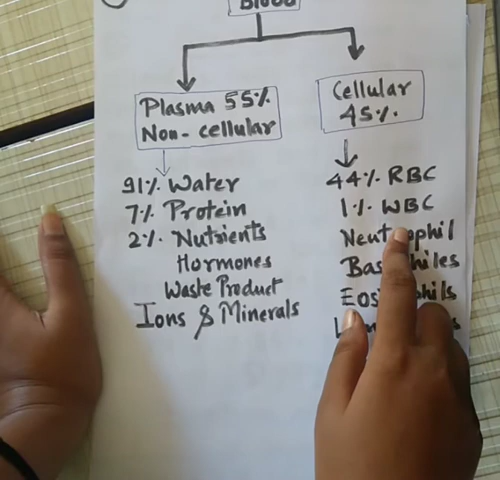 Blood
Plasma 55%
Non-cellular
91% Water
7% Protein
2% Nutrients
Hormones
Waste Product
Ions & Minerals
Cellular
45%
44% RBC
1% WBC